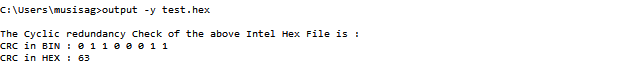 C:\Users\musisag>output -y test.hex
The Cyclic redundancy Check of the above Intel Hex File is :
CRC in BIN : 0 1 1 0 0 0 1 1
CRC in HEX : 63